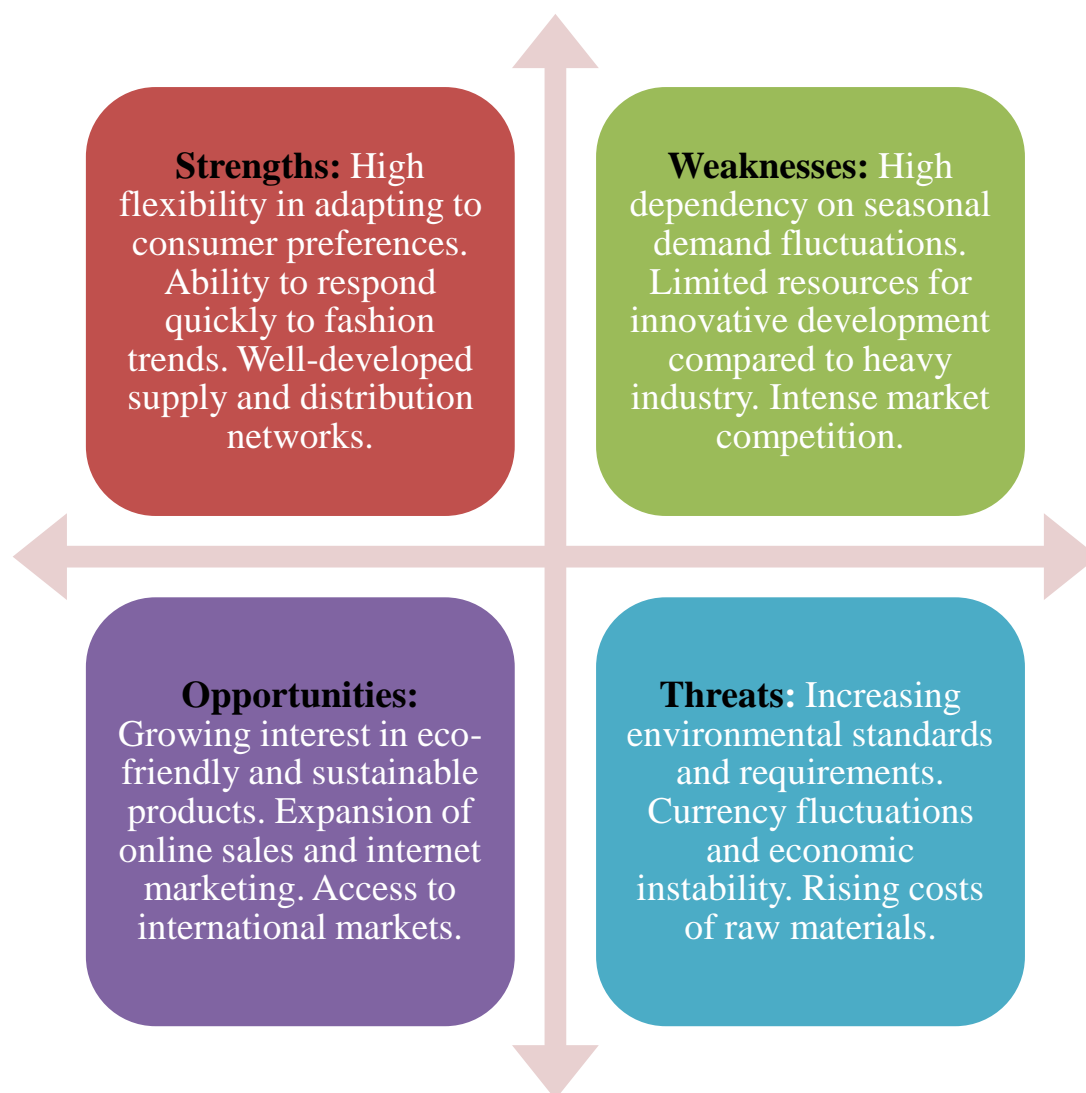 Strengths: High
flexibility in adapting to
consumer preferences.
Ability to respond
quickly to fashion
trends. Well-developed
supply and distribution
networks.
Weaknesses: High
dependency on seasonal
demand fluctuations.
Limited resources for
innovative development
compared to heavy
industry. Intense market
competition.
Opportunities:
Growing interest in eco-
friendly and sustainable
products. Expansion of
online sales and internet
marketing. Access to
international markets.
Threats: Increasing
environmental standards
and requirements.
Currency fluctuations
and economic
instability. Rising costs
of raw materials.